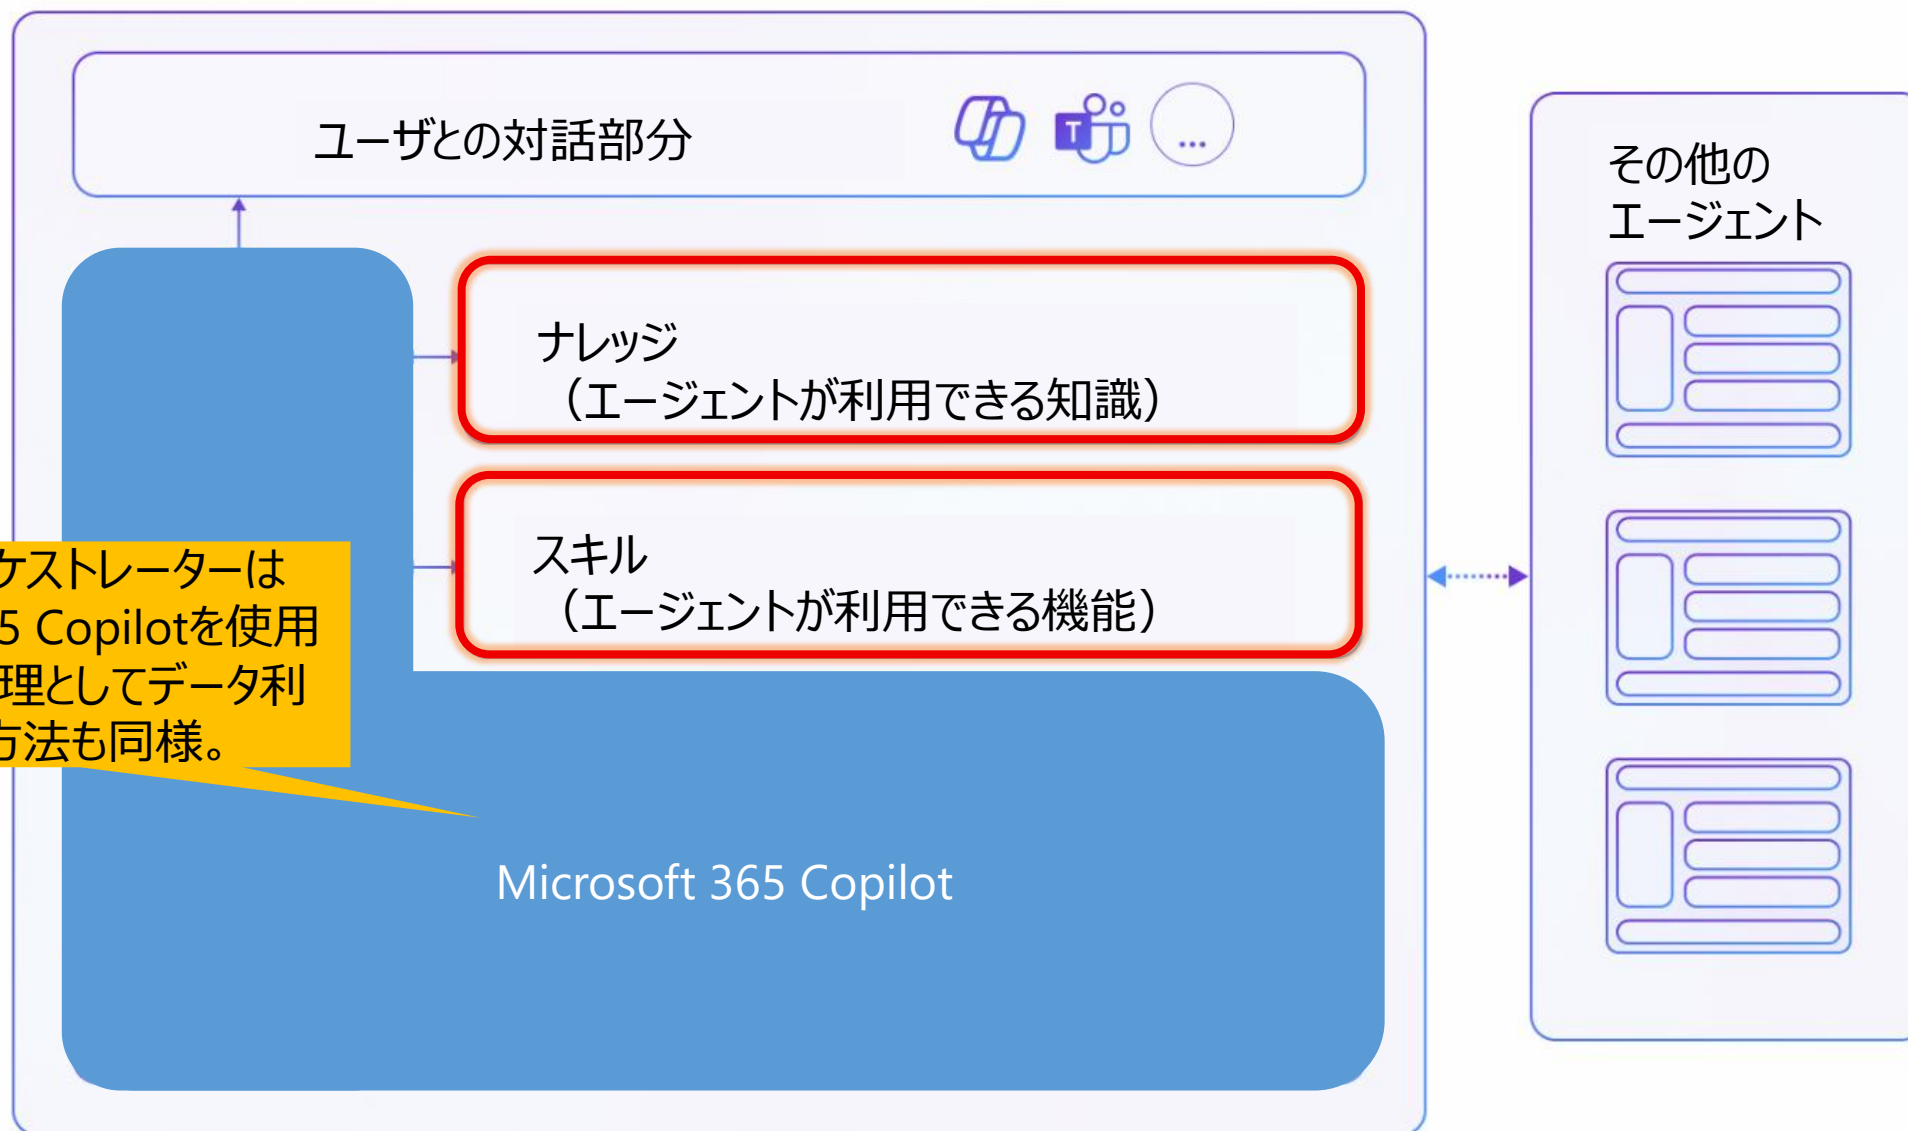 ユーザとの対話部分
T
...
その他の
エージェント
ナレッジ
（エージェントが利用できる知識）
スキル
（エージェントが利用できる機能）
ケストレーターは
5 Copilotを使用
理としてデータ利
方法も同様。
Microsoft 365 Copilot